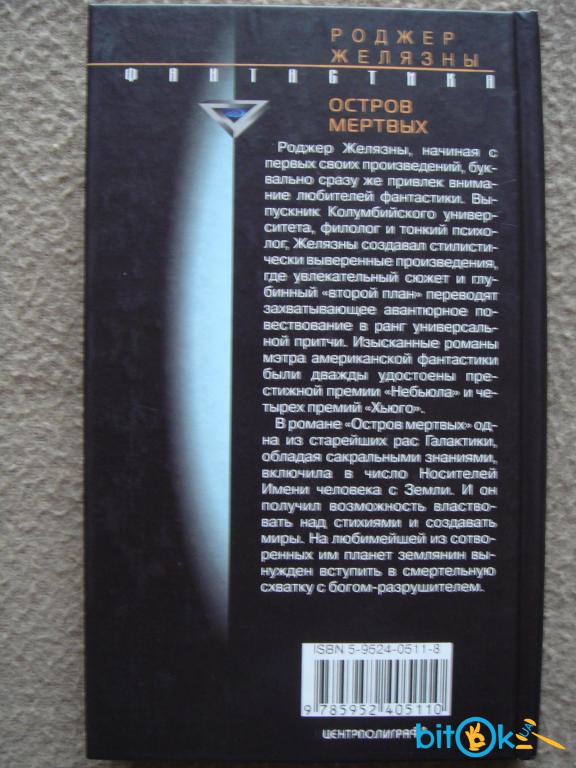 РОДЖЕР
ЖЕЛЯЗНЫ
ФАНТАСТИКА
ОСТРОВ
МЕРТВЫХ
Роджер Желязны, начиная с
первых своих произведений, бук-
вально сразу же привлек внима-
ние любителей фантастики. Вы-
пускник Колумбийского универ-
ситета, филолог и тонкий психо-
лог, Желязны создавал стилисти-
чески выверенные произведения,
где увлекательный сюжет и глу-
бинный «второй план» переводят
захватывающее авантюрное по-
вествование в ранг универсаль-
ной притчи. Изысканные романы
мэтра американской фантастики
были дважды удостоены пре-
стижной премии «Небьюла» и че-
тырех премий «Хьюго».
В романе «Остров мертвых» од-
на из старейших рас Галактики,
обладая сакральными знаниями,
включила в число Носителей
Имени человека с Земли. И он
получил возможность властво-
вать над стихиями и создавать
миры. На любимейшей из сотво-
ренных им планет землянин вы-
нужден вступить в смертельную
схватку с богом-разрушителем.
ISBN 5-9524-0511-8
9 785952 405110
ЦЕНТРПОЛИГРАФ
bitOk.UA